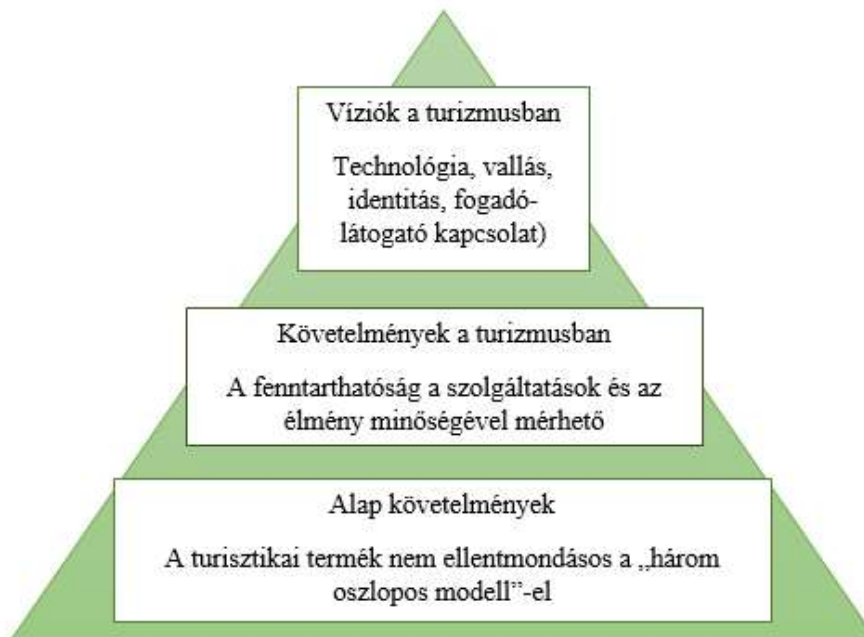 Víziók a turizmusban
Technológia, vallás,
identitás, fogadó-
látogató kapcsolat)
Követelmények a turizmusban
A fenntarthatóság a szolgáltatások és az
élmény minőségével mérhető
Alap követelmények
A turisztikai termék nem ellentmondásos a „három
oszlopos modell”-el